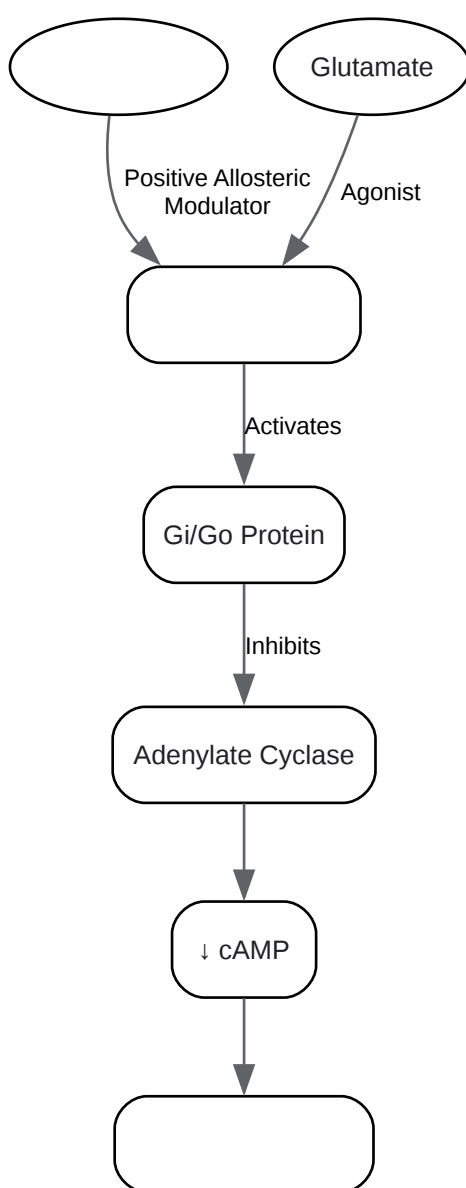 Glutamate
Positive Allosteric
Modulator
Agonist
Activates
Gi/Go Protein
Inhibits
Adenylate Cyclase
↓ cAMP